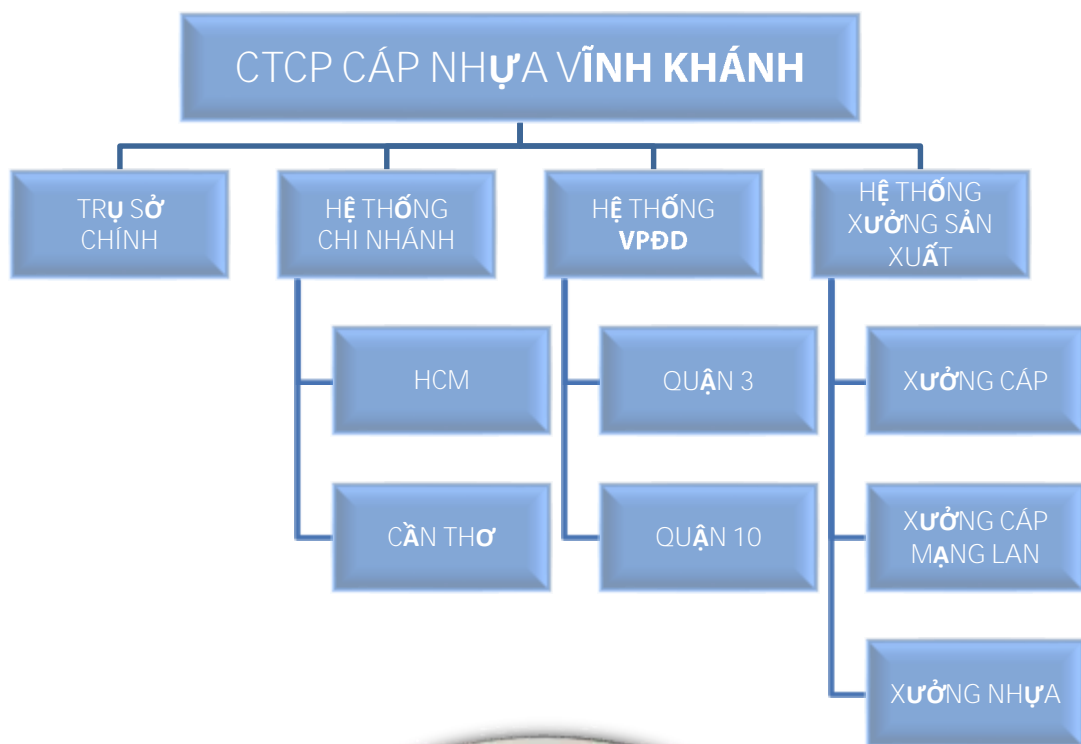 CTCP CÁP NHỰA VĨNH KHÁNH
TRỤ SỞ
CHÍNH
HỆ THỐNG
CHI NHÁNH
HCM
CẦN THƠ
HỆ THỐNG
VPĐD
QUẬN 3
QUẬN 10
HỆ THỐNG
XƯỞNG SẢN
XUẤT
XƯỞNG CÁP
XƯỞNG CÁP
MẠNG LAN
XƯỞNG NHỰA